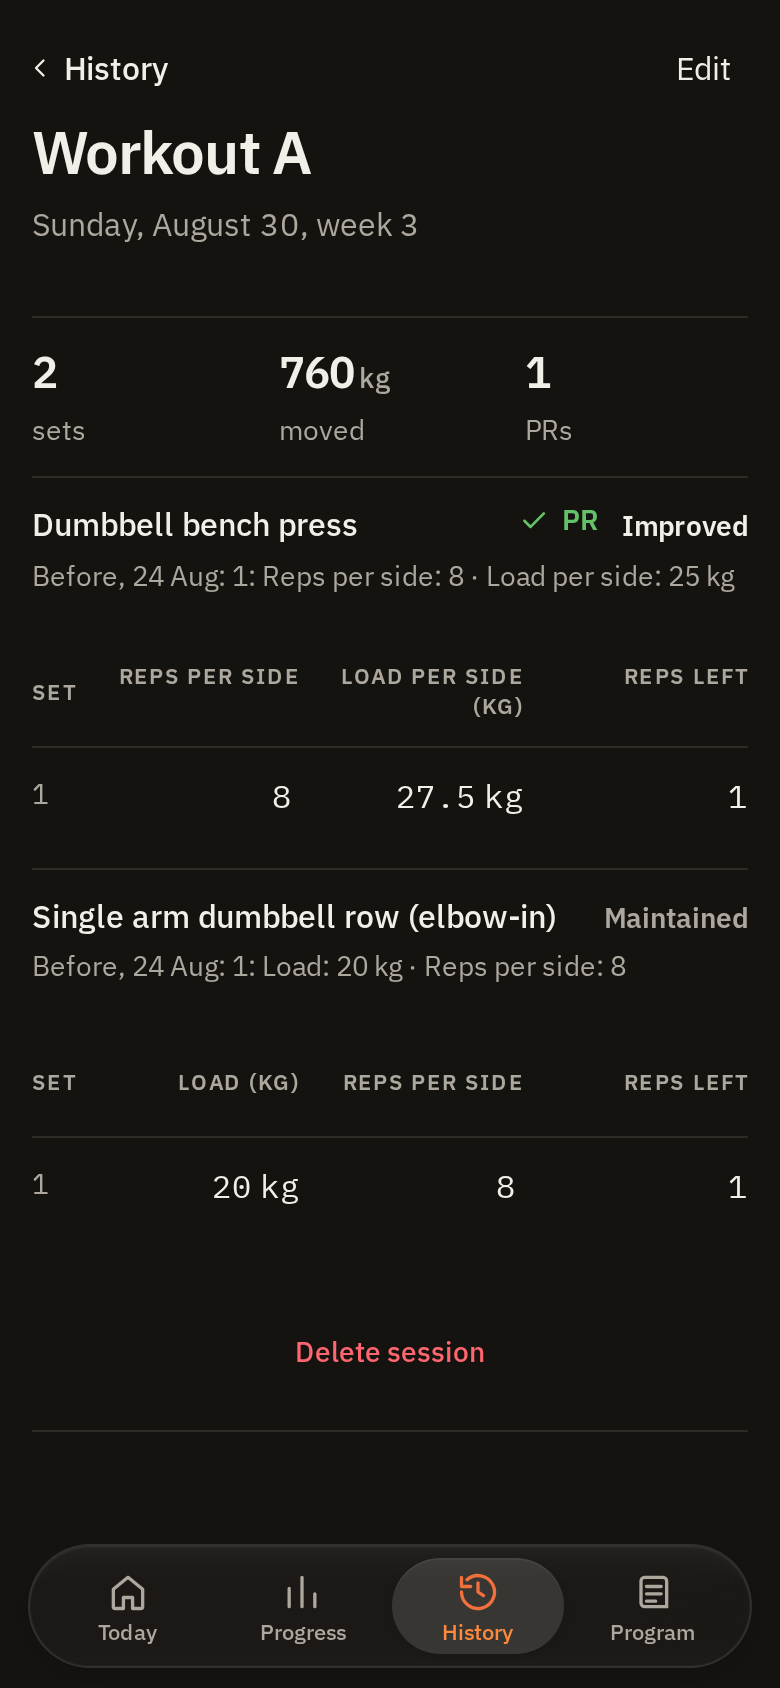 History
Edit
Workout A
Sunday, August 30, week 3
2
760 kg
1
sets
moved
PRs
Dumbbell bench press
PR
Improved
Before, 24 Aug: 1: Reps per side: 8 · Load per side: 25 kg
SET
REPS PER SIDE
LOAD PER SIDE
(KG)
REPS LEFT
1
8
27.5 kg
1
Single arm dumbbell row (elbow-in)
Maintained
Before, 24 Aug: 1: Load: 20 kg · Reps per side: 8
SET
LOAD (KG)
REPS PER SIDE
REPS LEFT
1
20 kg
8
1
Delete session
Today
Progress
History
Program